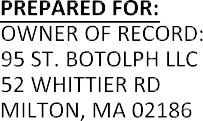 PREPARED FOR:
OWNER OF RECORD:
95 ST. BOTOLPH LLC
52 WHITTIER RD
MILTON, MA 02186